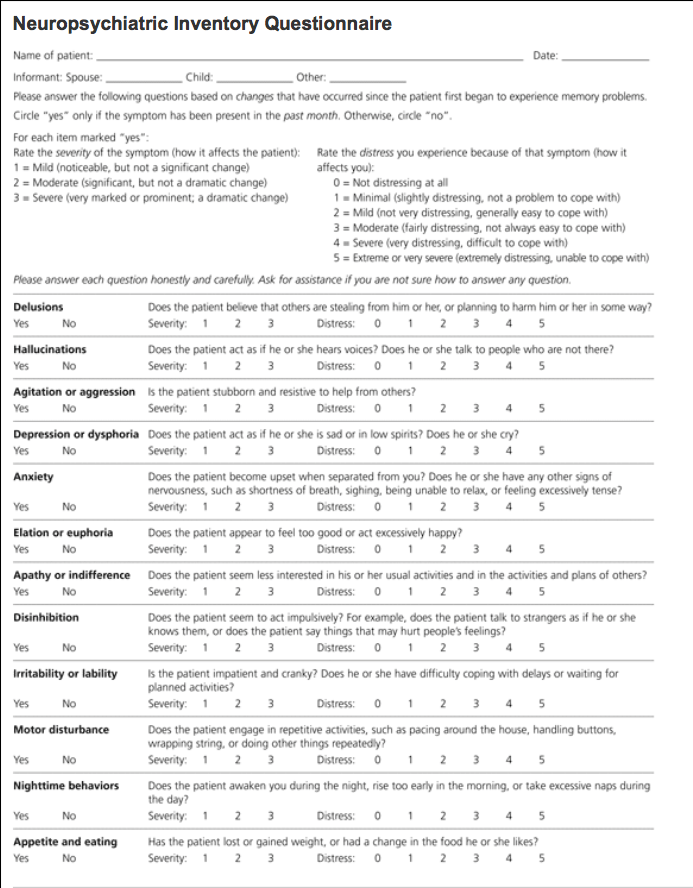 Neuropsychiatric Inventory Questionnaire
Name of patient: Date:
Informant: Spouse: Child: Other:
Please answer the following questions based on changes that have occurred since the patient first began to experience memory problems.
Circle "yes" only if the symptom has been present in the past month. Otherwise, circle "no".
For each item marked "yes":
Rate the severity of the symptom (how it affects the patient):
1 = Mild (noticeable, but not a significant change)
2 = Moderate (significant, but not a dramatic change)
3 = Severe (very marked or prominent; a dramatic change)
Rate the distress you experience because of that symptom (how it
affects you):
0 = Not distressing at all
1 = Minimal (slightly distressing, not a problem to cope with)
2 = Mild (not very distressing, generally easy to cope with)
3 = Moderate (fairly distressing, not always easy to cope with)
4 = Severe (very distressing, difficult to cope with)
5 = Extreme or very severe (extremely distressing, unable to cope with)
Please answer each question honestly and carefully. Ask for assistance if you are not sure how to answer any question.
Delusions Does the patient believe that others are stealing from him or her, or planning to harm him or her in some way?
Yes No Severity: 1 2 3 Distress: 0 1 2 3 4 5
Hallucinations Does the patient act as if he or she hears voices? Does he or she talk to people who are not there?
Yes No Severity: 1 2 3 Distress: 0 1 2 3 4 5
Agitation or aggression Is the patient stubborn and resistive to help from others?
Yes No Severity: 1 2 3 Distress: 0 1 2 3 4 5
Depression or dysphoria Does the patient act as if he or she is sad or in low spirits? Does he or she cry?
Yes No Severity: 1 2 3 Distress: 0 1 2 3 4 5
Anxiety Does the patient become upset when separated from you? Does he or she have any other signs of
nervousness, such as shortness of breath, sighing, being unable to relax, or feeling excessively tense?
Yes No Severity: 1 2 3 Distress: 0 1 2 3 4 5
Elation or euphoria Does the patient appear to feel too good or act excessively happy?
Yes No Severity: 1 2 3 Distress: 0 1 2 3 4 5
Apathy or indifference Does the patient seem less interested in his or her usual activities and in the activities and plans of others?
Yes No Severity: 1 2 3 Distress: 0 1 2 3 4 5
Disinhibition Does the patient seem to act impulsively? For example, does the patient talk to strangers as if he or she
knows them, or does the patient say things that may hurt people's feelings?
Yes No Severity: 1 2 3 Distress: 0 1 2 3 4 5
Irritability or lability Is the patient impatient and cranky? Does he or she have difficulty coping with delays or waiting for
planned activities?
Yes No Severity: 1 2 3 Distress: 0 1 2 3 4 5
Motor disturbance Does the patient engage in repetitive activities, such as pacing around the house, handling buttons,
wrapping string, or doing other things repeatedly?
Yes No Severity: 1 2 3 Distress: 0 1 2 3 4 5
Nighttime behaviors Does the patient awaken you during the night, rise too early in the morning, or take excessive naps during
the day?
Yes No Severity: 1 2 3 Distress: 0 1 2 3 4 5
Appetite and eating Has the patient lost or gained weight, or had a change in the food he or she likes?
Yes No Severity: 1 2 3 Distress: 0 1 2 3 4 5